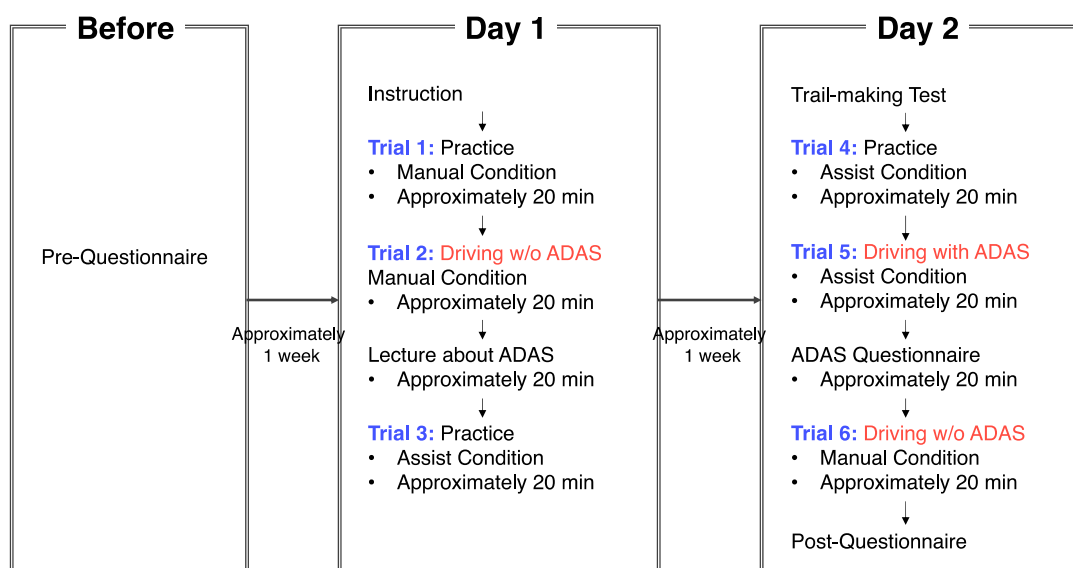 Before
Pre-Questionnaire
Approximately
1 week
Day 1
Instruction
Trial 1: Practice
• Manual Condition
• Approximately 20 min
Trial 2: Driving w/o ADAS
Manual Condition
• Approximately 20 min
Lecture about ADAS
• Approximately 20 min
Trial 3: Practice
• Assist Condition
• Approximately 20 min
Approximately
1 week
Day 2
Trail-making Test
Trial 4: Practice
• Assist Condition
• Approximately 20 min
Trial 5: Driving with ADAS
• Assist Condition
• Approximately 20 min
ADAS Questionnaire
• Approximately 20 min
Trial 6: Driving w/o ADAS
• Manual Condition
• Approximately 20 min
Post-Questionnaire